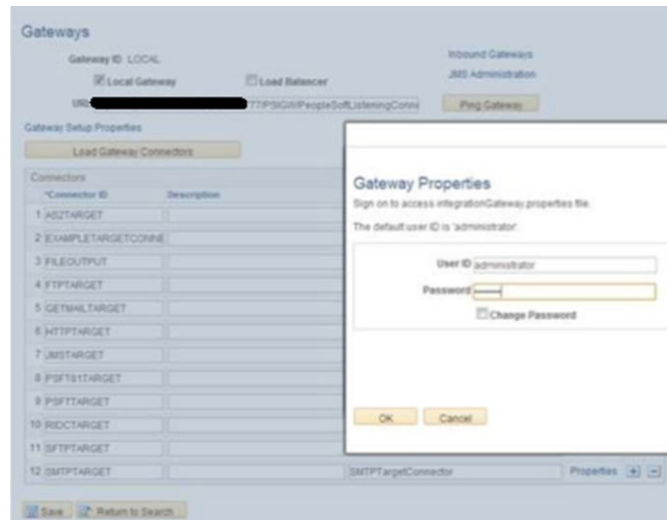 Gateways
Gateway ID LOCAL
Inbound Gateways
Local Gateway Load Balancer JMS Administration
URL /PSIGW/PeopleSoftListeningConne Ping Gateway
Gateway Setup Properties
Load Gateway Connectors
Connectors
*Connector ID Description
1 AS2TARGET
2 EXAMPLETARGETCONNE
3 FILEOUTPUT
4 FTPTARGET
5 GETMAILTARGET
6 HTTPTARGET
7 JMSTARGET
8 PSFT81TARGET
9 PSFTTARGET
10 RIDCTARGET
11 SFTPTARGET
12 SMTPTARGET SMTPTargetConnector Properties + -
Save Return to Search
Gateway Properties
Sign on to access integrationGateway.properties file.
The default user ID is 'administrator'
User ID administrator
Password
Change Password
OK Cancel